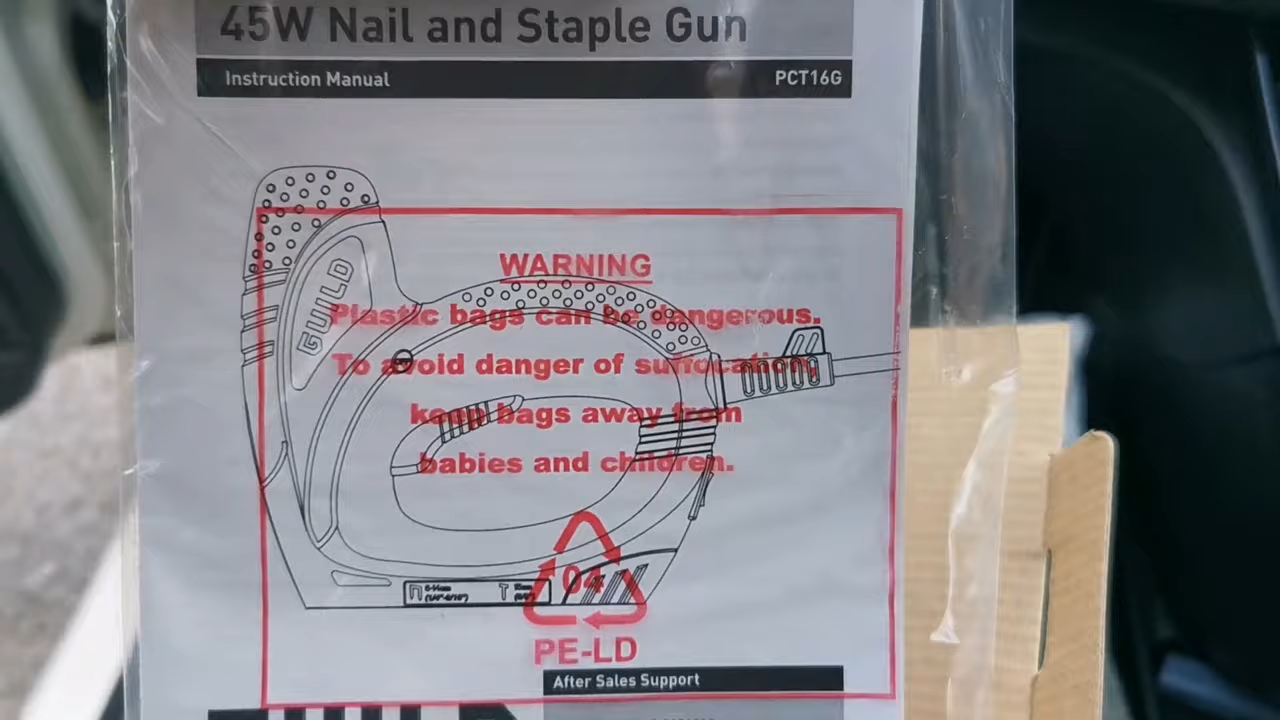 45W Nail and Staple Gun
Instruction Manual
PCT16G
GUILD
WARNING
Plastic bags can be dangerous.
To avoid danger of suffocation,
keep bags away from
babies and children.
04
PE-LD
After Sales Support